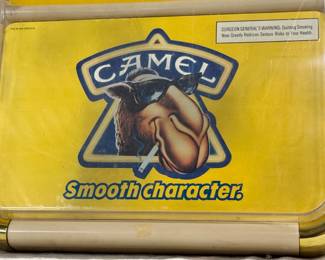 SURGEON GENERAL'S WARNING: Quitting Smoking
Now Greatly Reduces Serious Risks to Your Health.
CAMEL
Smooth character.